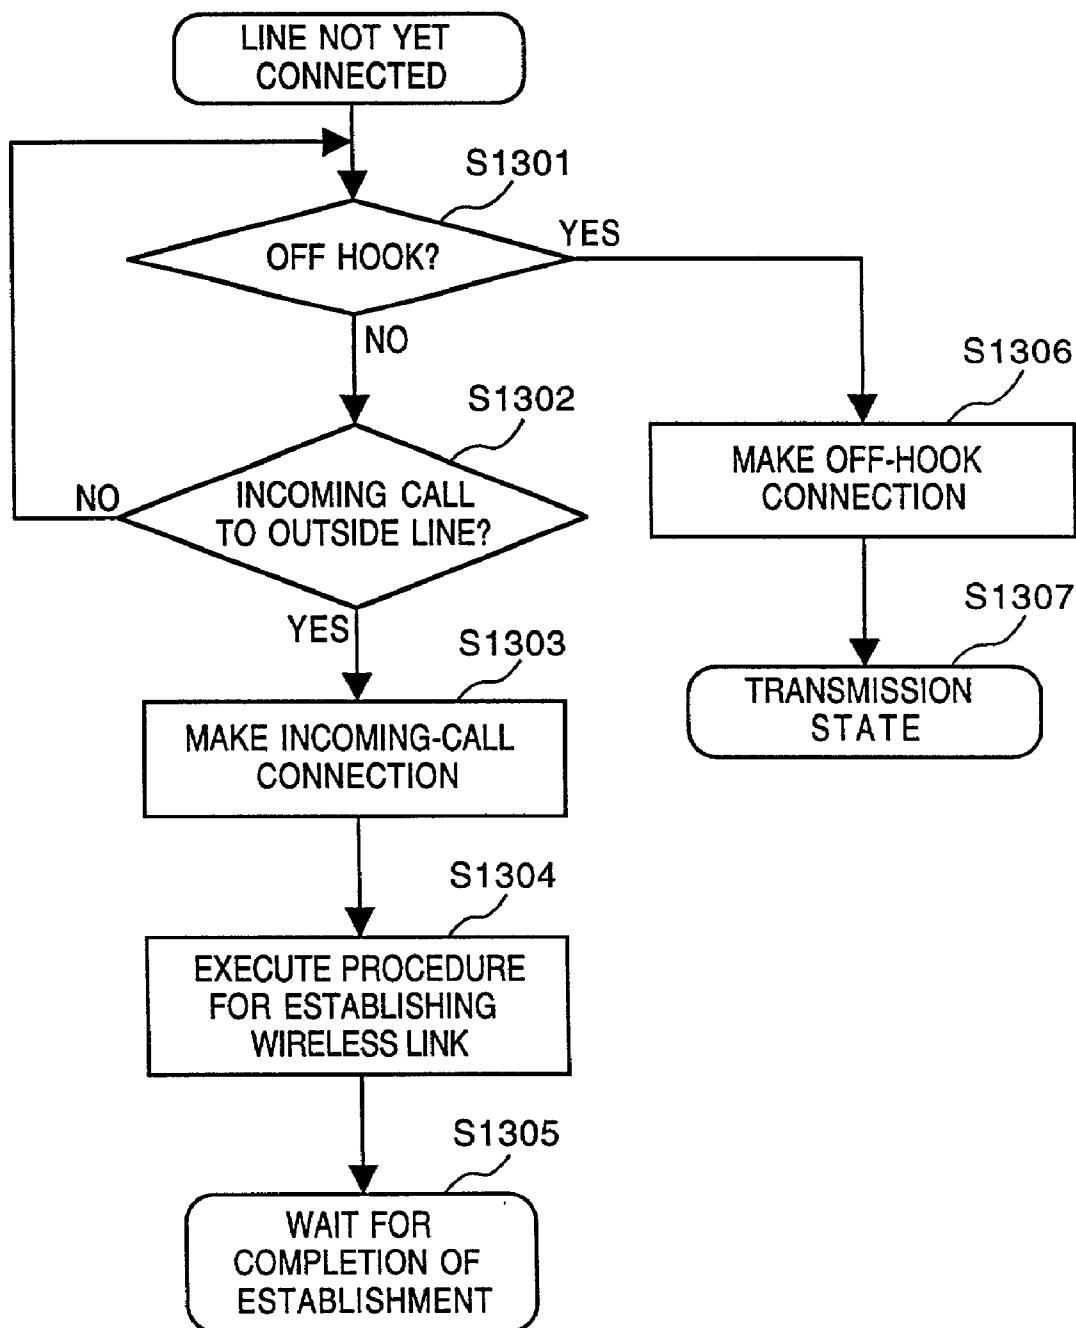 LINE NOT YET
CONNECTED
S1301
OFF HOOK?
YES
NO
S1302
INCOMING CALL
TO OUTSIDE LINE?
NO
YES
S1303
MAKE INCOMING-CALL
CONNECTION
S1304
EXECUTE PROCEDURE
FOR ESTABLISHING
WIRELESS LINK
S1305
WAIT FOR
COMPLETION OF
ESTABLISHMENT
S1306
MAKE OFF-HOOK
CONNECTION
S1307
TRANSMISSION
STATE